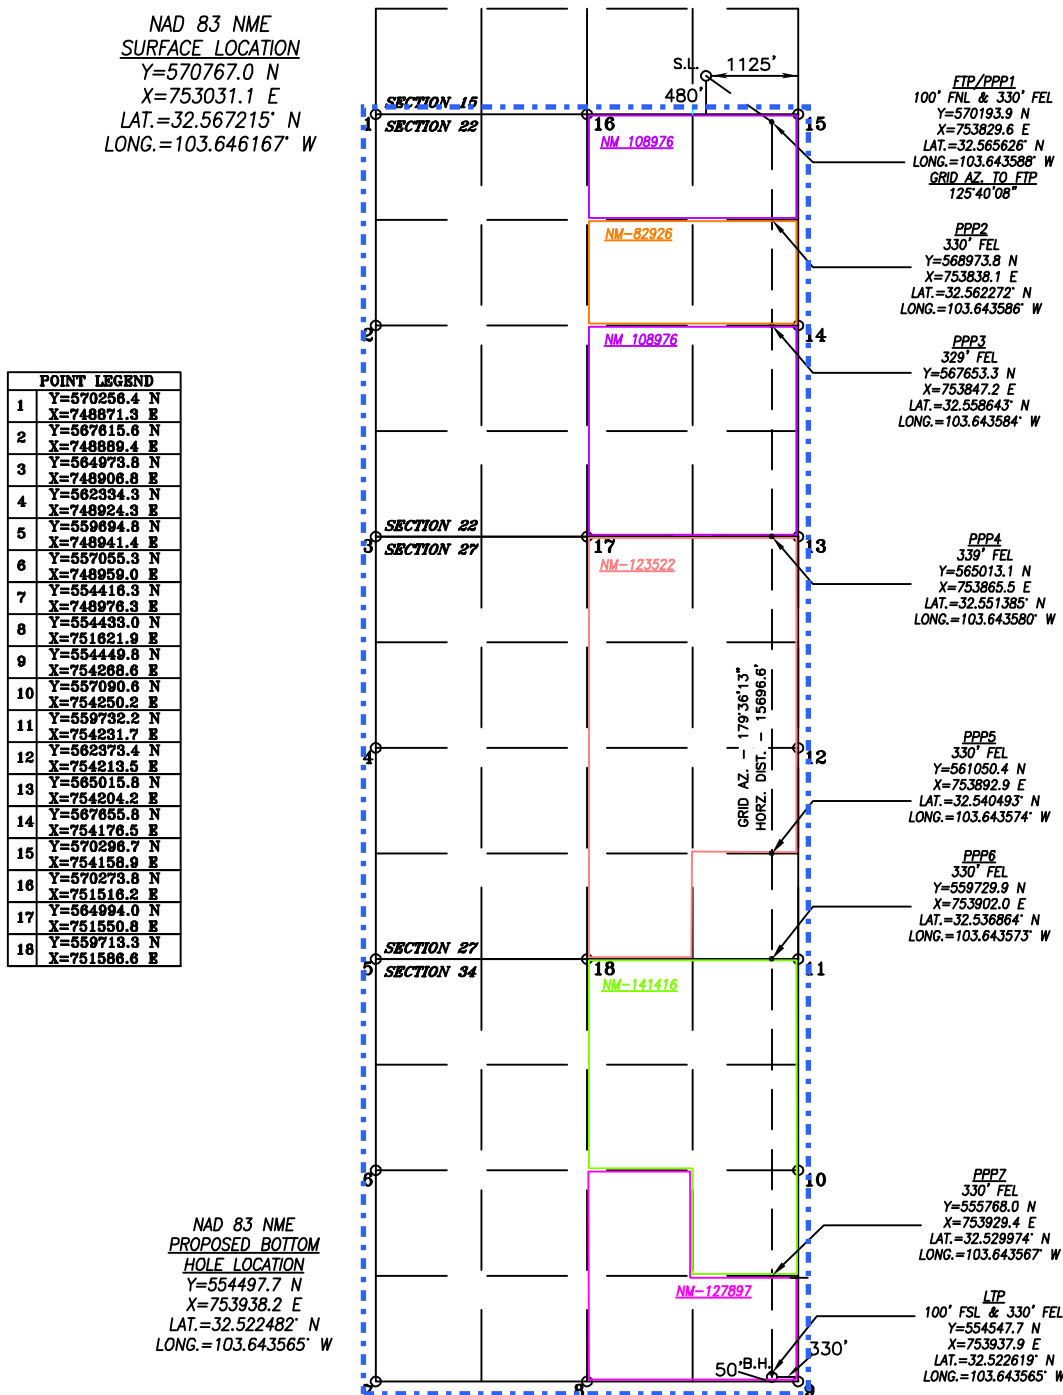 NAD 83 NME
SURFACE LOCATION
Y=570767.0 N
X=753031.1 E
LAT.=32.567215° N
LONG.=103.646167° W
S.L.
1125'
480'
SECTION 15
SECTION 22
1
16
15
NM 108976
FTP/PPP1
100' FNL & 330' FEL
Y=570193.9 N
X=753829.6 E
LAT.=32.565626° N
LONG.=103.643588° W
GRID AZ. TO FTP
125°40'08"
NM-82926
PPP2
330' FEL
Y=568973.8 N
X=753838.1 E
LAT.=32.562272° N
LONG.=103.643586° W
2
14
NM 108976
PPP3
329' FEL
Y=567653.3 N
X=753847.2 E
LAT.=32.558643° N
LONG.=103.643584° W
POINT LEGEND
1 Y=570256.4 N
X=748871.3 E
2 Y=567615.6 N
X=748889.4 E
3 Y=564973.8 N
X=748906.8 E
4 Y=562334.3 N
X=748924.3 E
5 Y=559694.8 N
X=748941.4 E
6 Y=557055.3 N
X=748959.0 E
7 Y=554416.3 N
X=748976.3 E
8 Y=554433.0 N
X=751621.9 E
9 Y=554449.8 N
X=754268.6 E
10 Y=557090.6 N
X=754250.2 E
11 Y=559732.2 N
X=754231.7 E
12 Y=562373.4 N
X=754213.5 E
13 Y=565015.8 N
X=754204.2 E
14 Y=567655.8 N
X=754176.5 E
15 Y=570296.7 N
X=754158.9 E
16 Y=570273.8 N
X=751516.2 E
17 Y=564994.0 N
X=751550.8 E
18 Y=559713.3 N
X=751586.6 E
SECTION 22
SECTION 27
3
17
13
NM-123522
PPP4
339' FEL
Y=565013.1 N
X=753865.5 E
LAT.=32.551385° N
LONG.=103.643580° W
GRID AZ. - 179°36'13"
HORZ. DIST. - 15696.6'
4
12
PPP5
330' FEL
Y=561050.4 N
X=753892.9 E
LAT.=32.540493° N
LONG.=103.643574° W
PPP6
330' FEL
Y=559729.9 N
X=753902.0 E
LAT.=32.536864° N
LONG.=103.643573° W
SECTION 27
SECTION 34
5
18
11
NM-141416
6
10
PPP7
330' FEL
Y=555768.0 N
X=753929.4 E
LAT.=32.529974° N
LONG.=103.643567° W
NAD 83 NME
PROPOSED BOTTOM
HOLE LOCATION
Y=554497.7 N
X=753938.2 E
LAT.=32.522482° N
LONG.=103.643565° W
NM-127897
LTP
100' FSL & 330' FEL
Y=554547.7 N
X=753937.9 E
LAT.=32.522619° N
LONG.=103.643565° W
330'
50'
B.H.
7
8
9